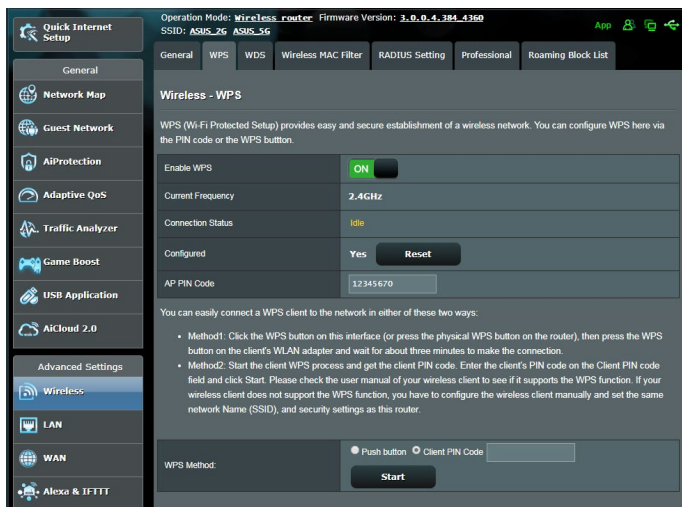 Quick Internet
Setup
General
Network Map
Guest Network
AiProtection
Adaptive QoS
Traffic Analyzer
Game Boost
USB Application
AiCloud 2.0
Advanced Settings
Wireless
LAN
WAN
Alexa & IFTTT
Operation Mode: Wireless router Firmware Version: 3.0.0.4.384_4360
SSID: ASUS_2G ASUS_5G
App
General WPS WDS Wireless MAC Filter RADIUS Setting Professional Roaming Block List
Wireless - WPS
WPS (Wi-Fi Protected Setup) provides easy and secure establishment of a wireless network. You can configure WPS here via
the PIN code or the WPS buttton.
Enable WPS ON
Current Frequency 2.4GHz
Connection Status Idle
Configured Yes Reset
AP PIN Code 12345670
You can easily connect a WPS client to the network in either of these two ways:
• Method1: Click the WPS button on this interface (or press the physical WPS button on the router), then press the WPS
button on the client's WLAN adapter and wait for about three minutes to make the connection.
• Method2: Start the client WPS process and get the client PIN code. Enter the client's PIN code on the Client PIN code
field and click Start. Please check the user manual of your wireless client to see if it supports the WPS function. If your
wireless client does not support the WPS function, you have to configure the wireless client manually and set the same
network Name (SSID), and security settings as this router.
WPS Method: Push button Client PIN Code
Start